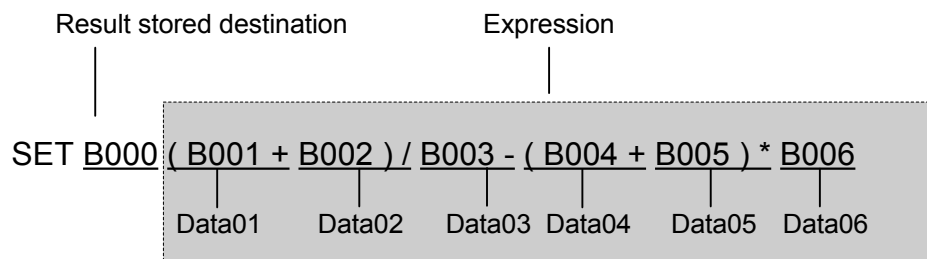 Result stored destination Expression
SET B000 ( B001 + B002 ) / B003 - ( B004 + B005 ) * B006
Data01 Data02 Data03 Data04 Data05 Data06